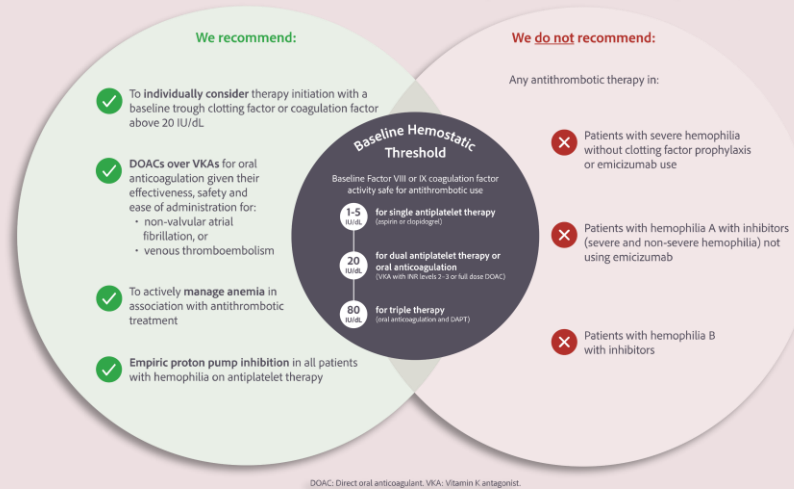 We recommend:
To individually consider therapy initiation with a
baseline trough clotting factor or coagulation factor
above 20 IU/dL
DOACs over VKAs for oral
anticoagulation given their
effectiveness, safety and
ease of administration for:
• non-valvular atrial
fibrillation, or
• venous thromboembolism
To actively manage anemia in
association with antithrombotic
treatment
Empiric proton pump inhibition in all patients
with hemophilia on antiplatelet therapy
Baseline Hemostatic
Threshold
Baseline Factor VIII or IX coagulation factor
activity safe for antithrombotic use
1-5
IU/dL
for single antiplatelet therapy
(aspirin or clopidogrel)
20
IU/dL
for dual antiplatelet therapy or
oral anticoagulation
(VKA with INR levels 2-3 or full dose DOAC)
80
IU/dL
for triple therapy
(oral anticoagulation and DAPT)
We do not recommend:
Any antithrombotic therapy in:
Patients with severe hemophilia
without clotting factor prophylaxis
or emicizumab use
Patients with hemophilia A with inhibitors
(severe and non-severe hemophilia) not
using emicizumab
Patients with hemophilia B
with inhibitors
DOAC: Direct oral anticoagulant. VKA: Vitamin K antagonist.